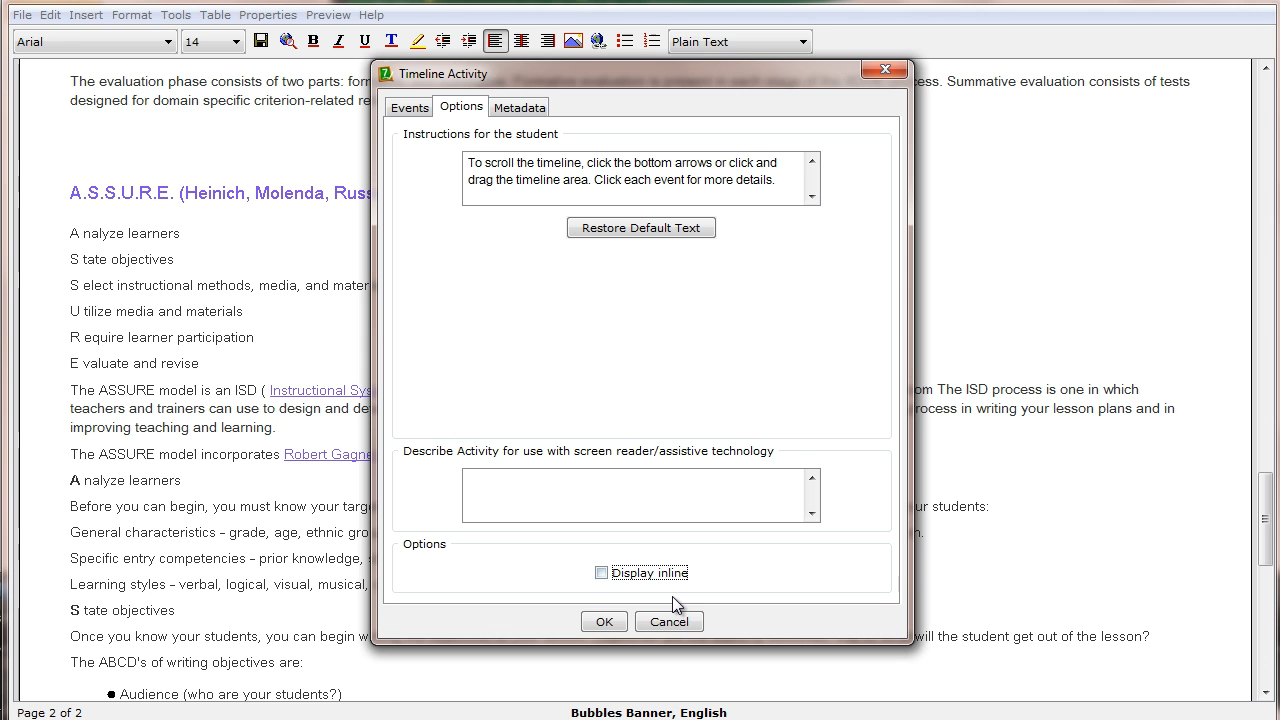 File Edit Insert Format Tools Table Properties Preview Help
Arial 14 B I U T Plain Text
The evaluation phase consists of two parts: for
process. Summative evaluation consists of tests
designed for domain specific criterion-related re
Timeline Activity
Events Options Metadata
Instructions for the student
To scroll the timeline, click the bottom arrows or click and
drag the timeline area. Click each event for more details.
Restore Default Text
Describe Activity for use with screen reader/assistive technology
Options
Display inline
OK Cancel
A.S.S.U.R.E. (Heinich, Molenda, Russ
A nalyze learners
S tate objectives
S elect instructional methods, media, and mater
U tilize media and materials
R equire learner participation
E valuate and revise
The ASSURE model is an ISD ( Instructional Sys
om The ISD process is one in which
teachers and trainers can use to design and de
process in writing your lesson plans and in
improving teaching and learning.
The ASSURE model incorporates Robert Gagne
A nalyze learners
Before you can begin, you must know your targ
ur students:
General characteristics - grade, age, ethnic gro
n.
Specific entry competencies - prior knowledge, s
Learning styles - verbal, logical, visual, musical,
S tate objectives
Once you know your students, you can begin w
will the student get out of the lesson?
The ABCD's of writing objectives are:
● Audience (who are your students?)
Page 2 of 2 Bubbles Banner, English